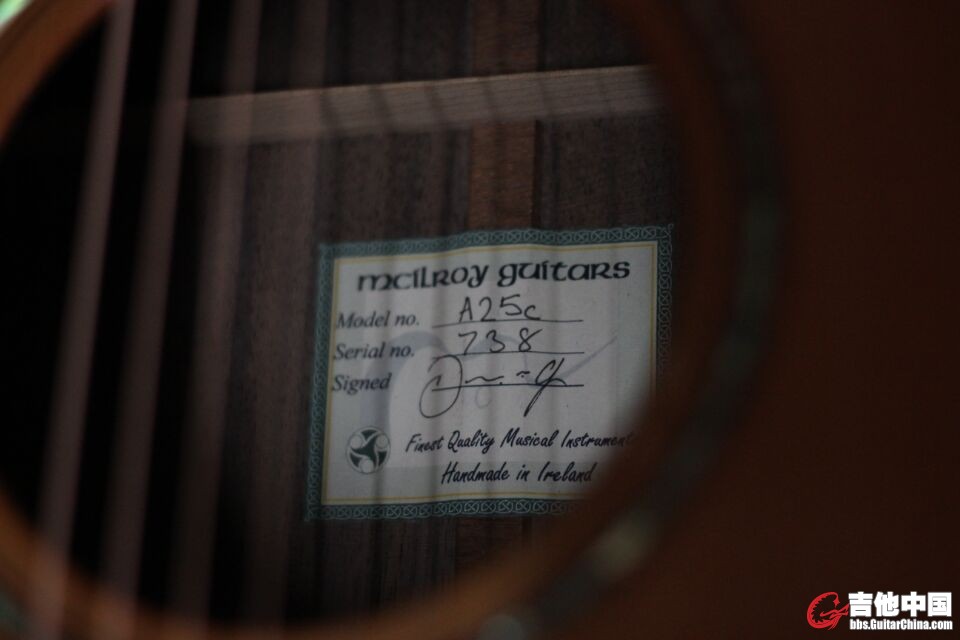 mcilroy guitars
Model no. A25c
Serial no. 738
Signed
Finest Quality Musical Instrument
Handmade in Ireland
吉他中国
bbs.GuitarChina.com